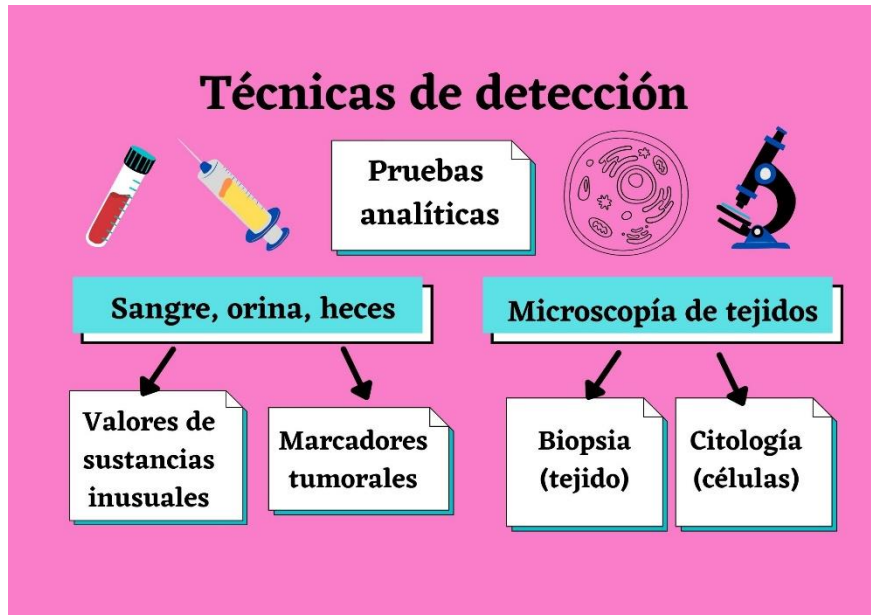 Técnicas de detección
Pruebas
analíticas
Sangre, orina, heces
Microscopía de tejidos
Valores de
sustancias
inusuales
Marcadores
tumorales
Biopsia
(tejido)
Citología
(células)